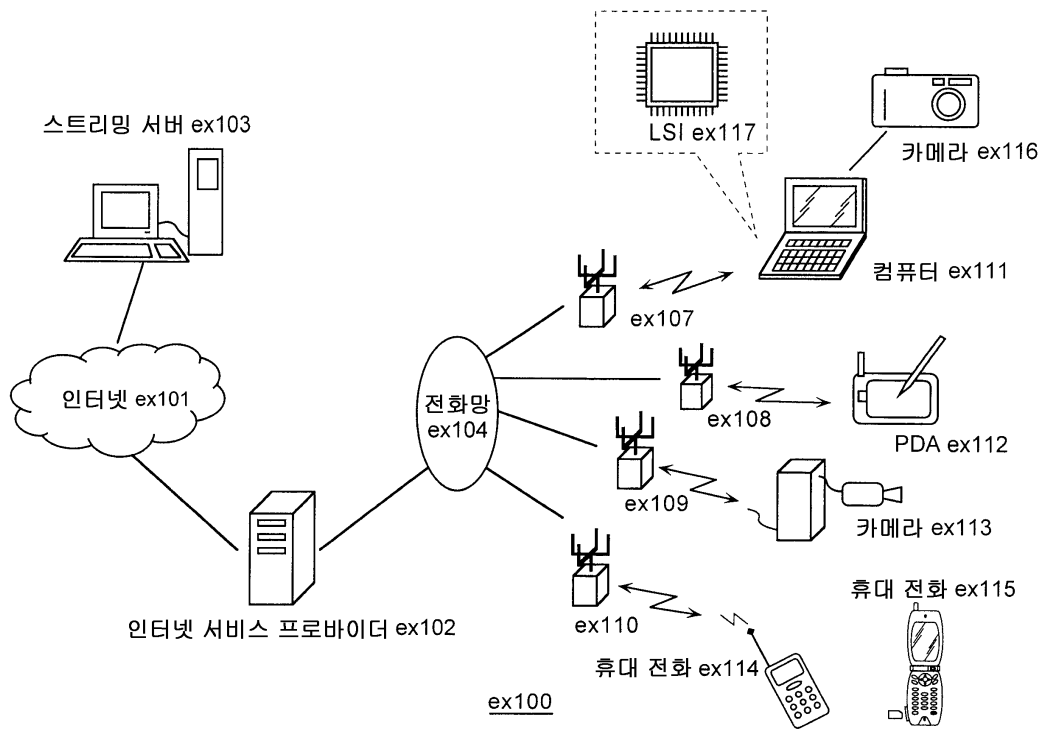 LSI ex117
스트리밍 서버 ex103
카메라 ex116
컴퓨터 ex111
ex107
인터넷 ex101
전화망
ex104
ex108
PDA ex112
ex109
카메라 ex113
휴대 전화 ex115
인터넷 서비스 프로바이더 ex102
ex110
휴대 전화 ex114
ex100